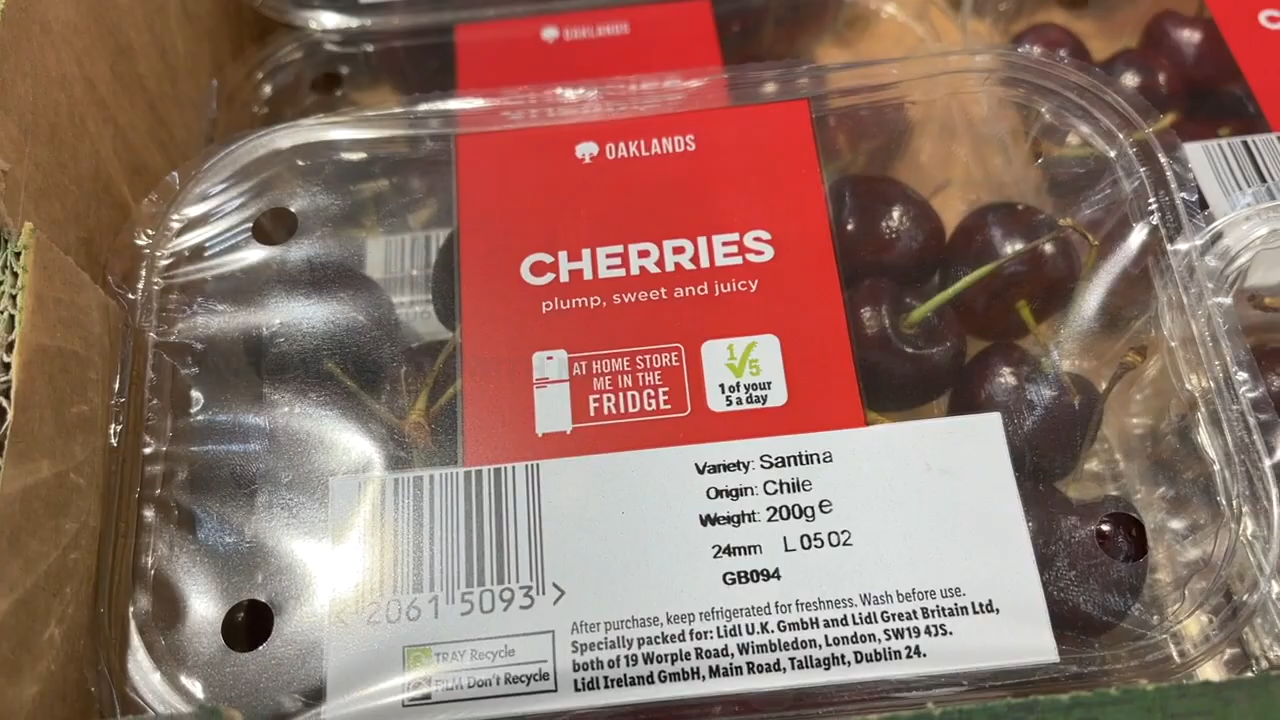 OAKLANDS
OAKLANDS
CHERRIES
plump, sweet and juicy
AT HOME STORE
ME IN THE
FRIDGE
1/5
1 of your
5 a day
Variety: Santina
Origin: Chile
Weight: 200g e
24mm L 05 02
GB094
< 2061 5093 >
After purchase, keep refrigerated for freshness. Wash before use.
Specially packed for: Lidl U.K. GmbH and Lidl Great Britain Ltd,
both of 19 Worple Road, Wimbledon, London, SW19 4JS.
Lidl Ireland GmbH, Main Road, Tallaght, Dublin 24.
TRAY Recycle
FILM Don't Recycle